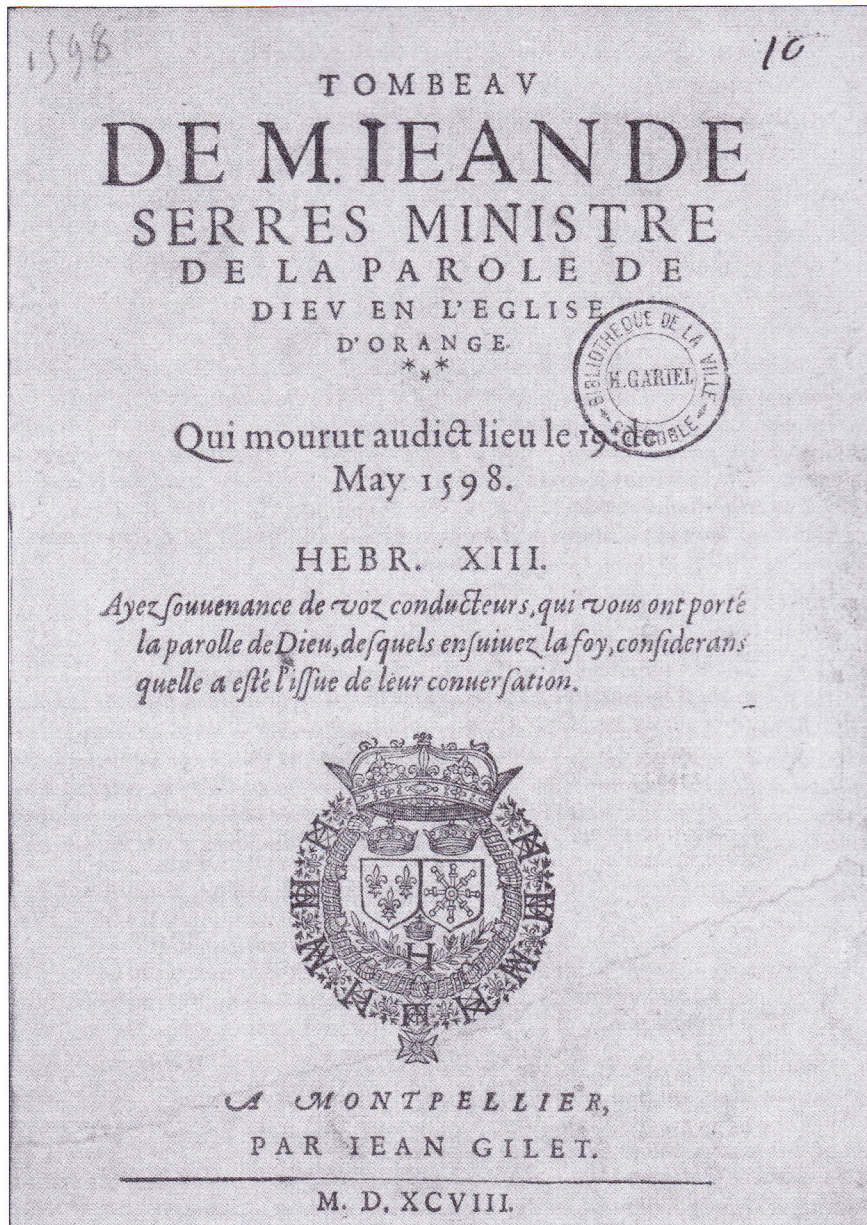 1598
10
TOMBEAV
DE M. IEAN DE
SERRES MINISTRE
DE LA PAROLE DE
DIEV EN L'EGLISE
D'ORANGE.
***
BIBLIOTHEQUE DE LA VILLE
H. GARIEL
Qui mourut audict lieu le 19. de
May 1598.
HEBR. XIII.
Ayez ſouuenance de voz conducteurs, qui vous ont porté
la parolle de Dieu, deſquels enſuiuez la foy, conſiderans
quelle a eſté l'iſſue de leur conuerſation.
H
A MONTPELLIER,
PAR IEAN GILET.
M. D. XCVIII.